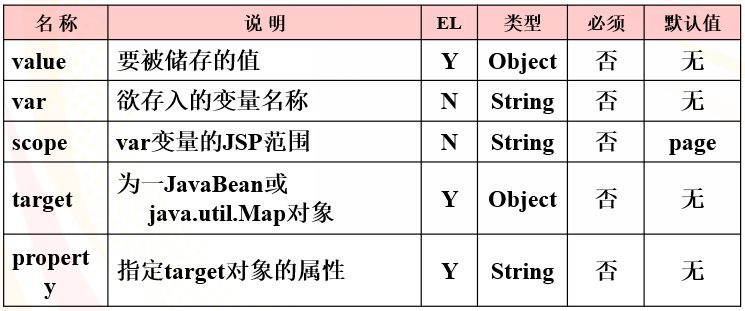 名 称 说 明 EL 类型 必须 默认值
value 要被储存的值 Y Object 否 无
var 欲存入的变量名称 N String 否 无
scope var变量的JSP范围 N String 否 page
target 为一JavaBean或
java.util.Map对象 Y Object 否 无
propert
y 指定target对象的属性 Y String 否 无